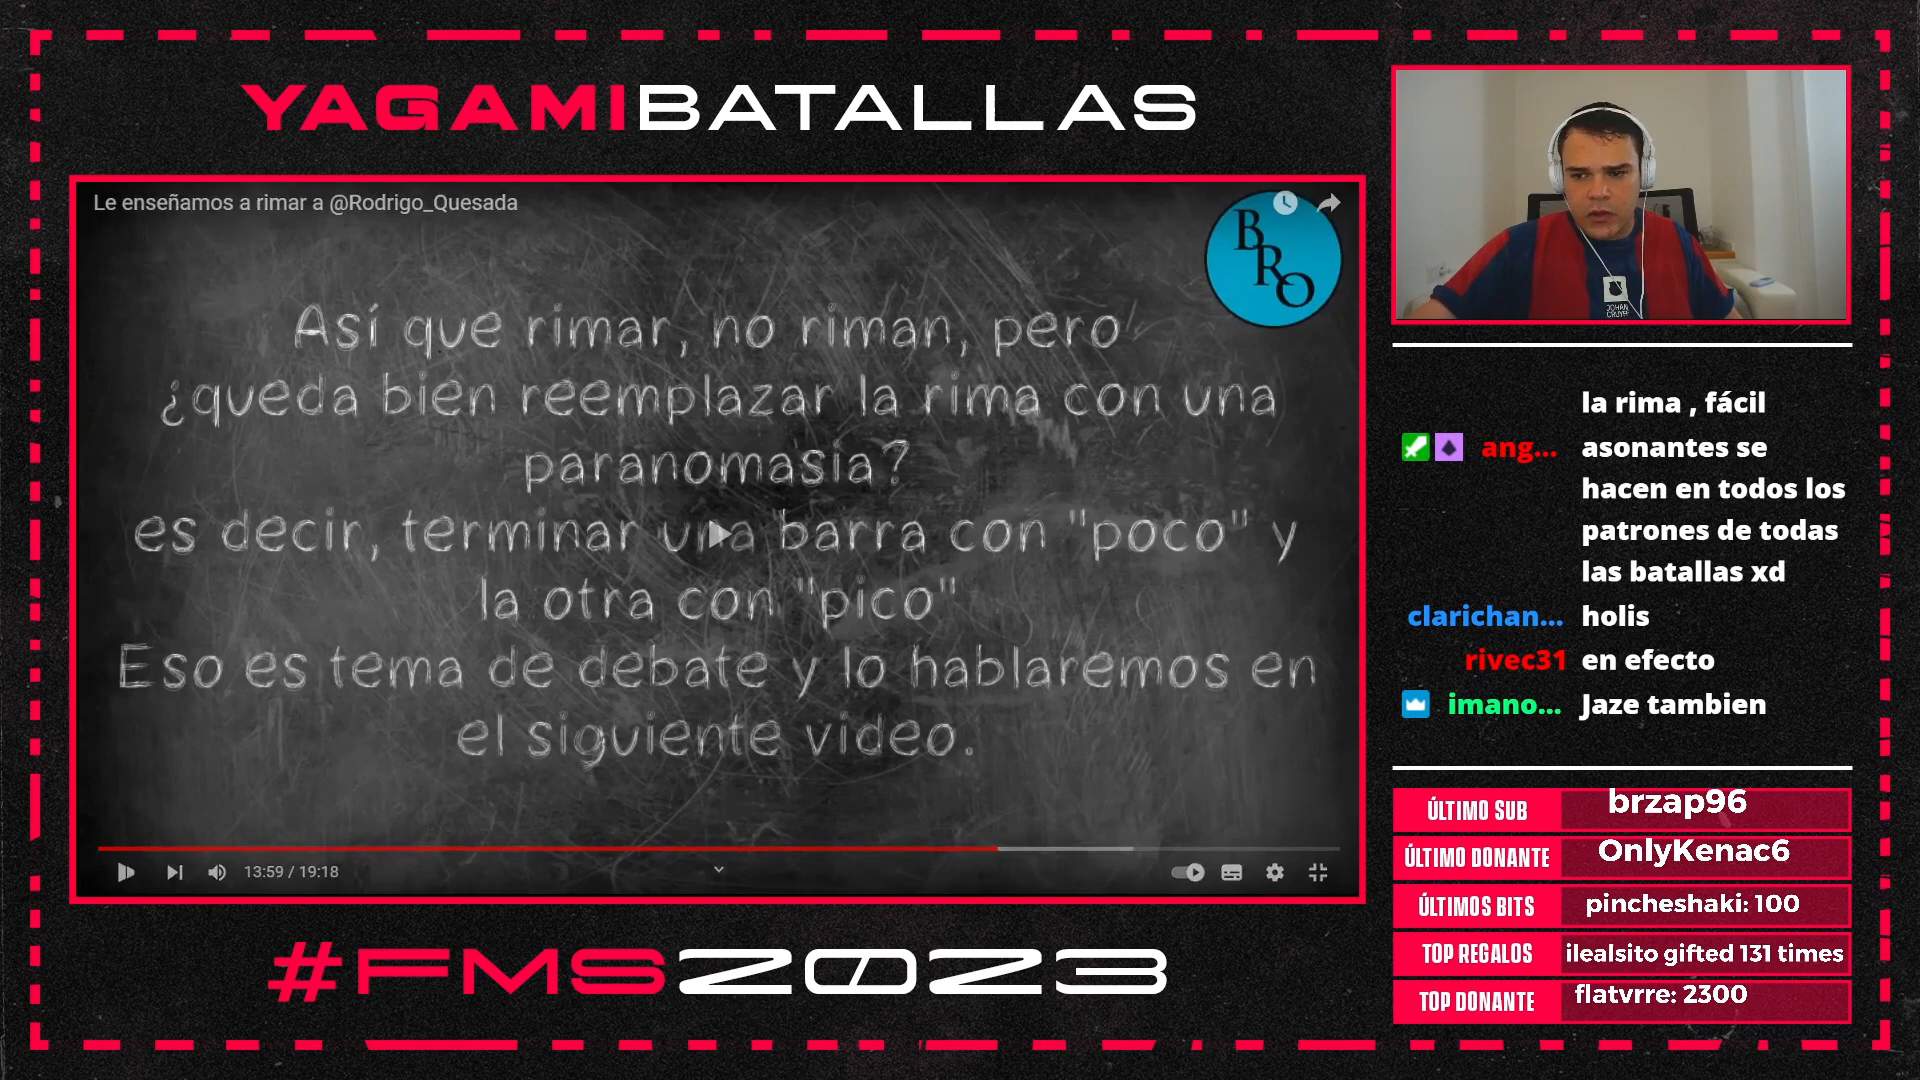 YAGAMIBATALLAS
Le enseñamos a rimar a @Rodrigo_Quesada
BRO
Así que rimar, no riman, pero
¿queda bien reemplazar la rima con una
paranomasia?
es decir, terminar una barra con "poco" y
la otra con "pico"
Eso es tema de debate y lo hablaremos en
el siguiente video.
13:59 / 19:18
#FMS2023
JOHAN
CRUYFF
la rima , fácil
ang... asonantes se
hacen en todos los
patrones de todas
las batallas xd
clarichan... holis
rivec31 en efecto
imano... Jaze tambien
ÚLTIMO SUB brzap96
ÚLTIMO DONANTE OnlyKenac6
ÚLTIMOS BITS pincheshaki: 100
TOP REGALOS ilealsito gifted 131 times
TOP DONANTE flatvrre: 2300